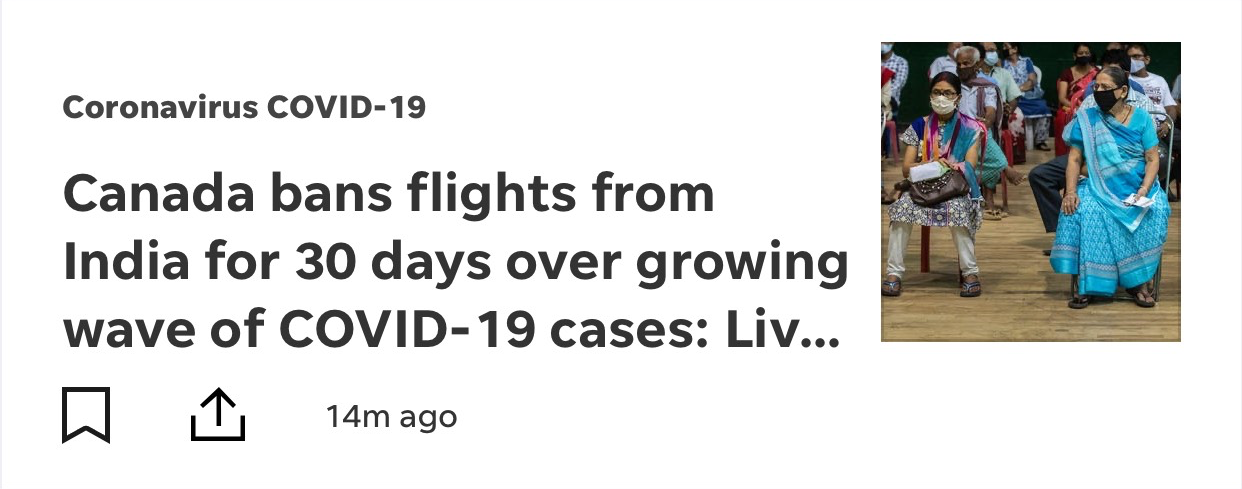 Coronavirus COVID-19
Canada bans flights from
India for 30 days over growing
wave of COVID-19 cases: Liv...
14m ago